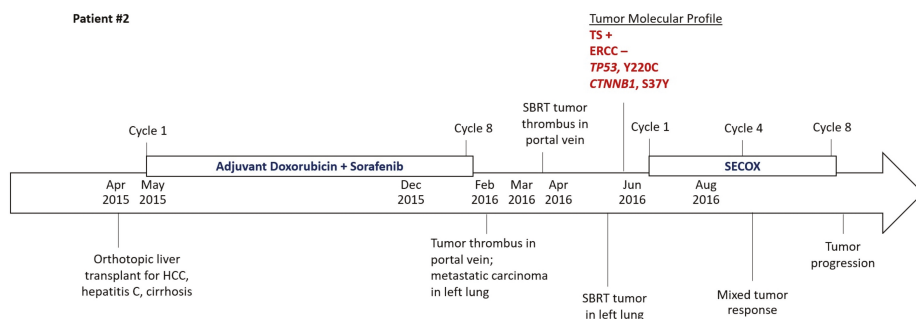 Patient #2
Tumor Molecular Profile
TS +
ERCC –
TP53, Y220C
CTNNB1, S37Y
SBRT tumor
thrombus in
portal vein
Cycle 1
Cycle 8
Cycle 1
Cycle 4
Cycle 8
Adjuvant Doxorubicin + Sorafenib
SECOX
Apr
2015
May
2015
Dec
2015
Feb
2016
Mar
2016
Apr
2016
Jun
2016
Aug
2016
Orthotopic liver
transplant for HCC,
hepatitis C, cirrhosis
Tumor thrombus in
portal vein;
metastatic carcinoma
in left lung
SBRT tumor
in left lung
Mixed tumor
response
Tumor
progression